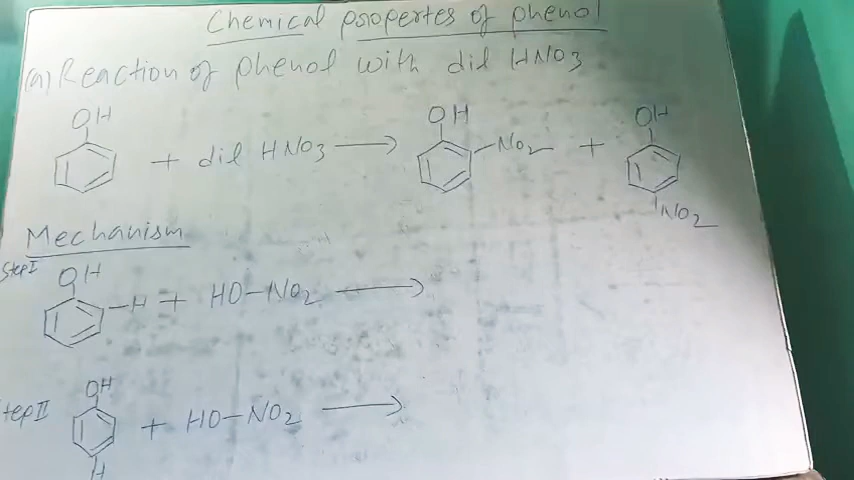 Chemical propertes of phenol
(a) Reaction of phenol with dil HNO3
OH OH OH
+ dil HNO3 → NO2 +
NO2
Mechanism
Step I
OH
H + HO-NO2 →
Step II
OH
+ HO-NO2 →
H